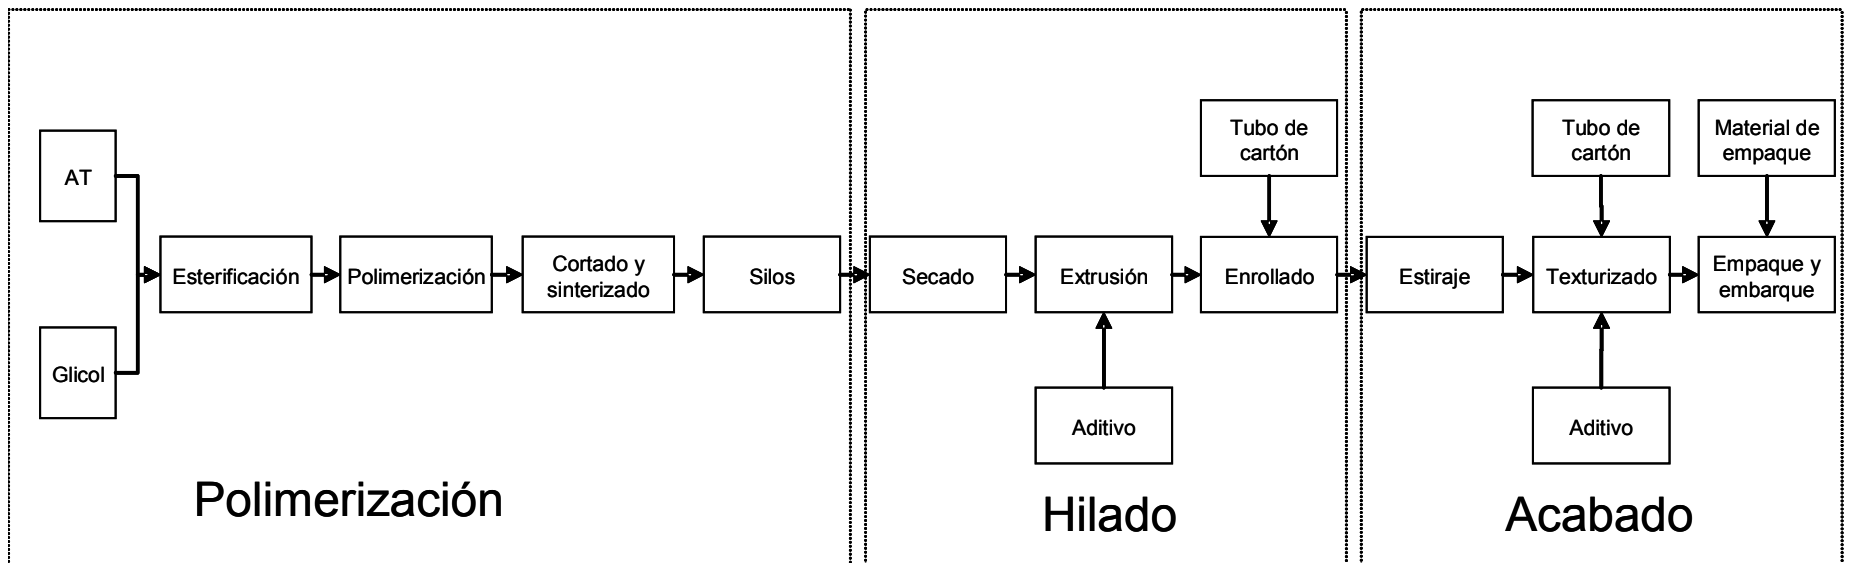 AT
Glicol
Esterificación
Polimerización
Cortado y
sinterizado
Silos
Polimerización
Tubo de
cartón
Secado
Extrusión
Enrollado
Aditivo
Hilado
Tubo de
cartón
Material de
empaque
Estiraje
Texturizado
Empaque y
embarque
Aditivo
Acabado